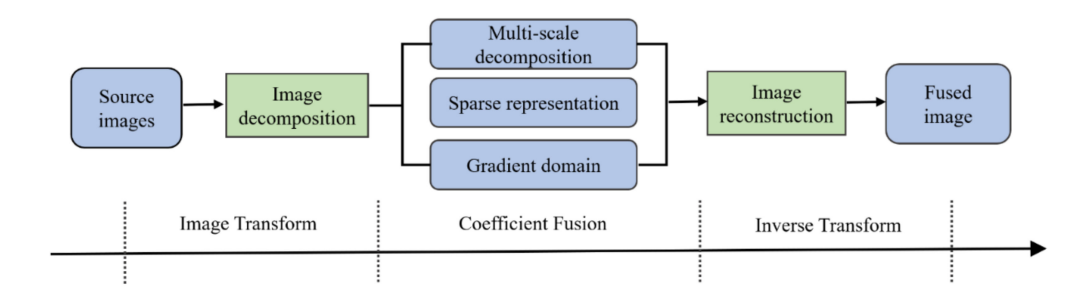 Source
images
Image
decomposition
Multi-scale
decomposition
Sparse representation
Gradient domain
Image
reconstruction
Fused
image
Image Transform
Coefficient Fusion
Inverse Transform